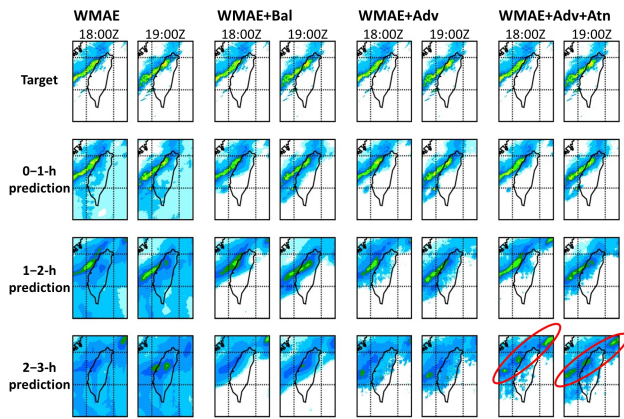 WMAE WMAE+Bal WMAE+Adv WMAE+Adv+Atn
18:00Z 19:00Z 18:00Z 19:00Z 18:00Z 19:00Z 18:00Z 19:00Z
Target
0–1-h
prediction
1–2-h
prediction
2–3-h
prediction